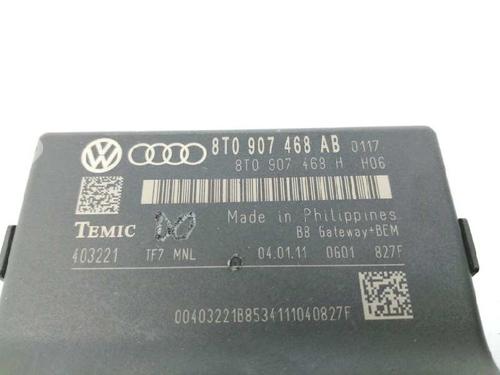 8T0 907 468 AB 0117
8T0 907 468 H H06
TEMIC
Made in Philippines
B8 Gateway+BEM
403221 TF7 MNL 04.01.11 0G01 827F
00403221B8534111040827F